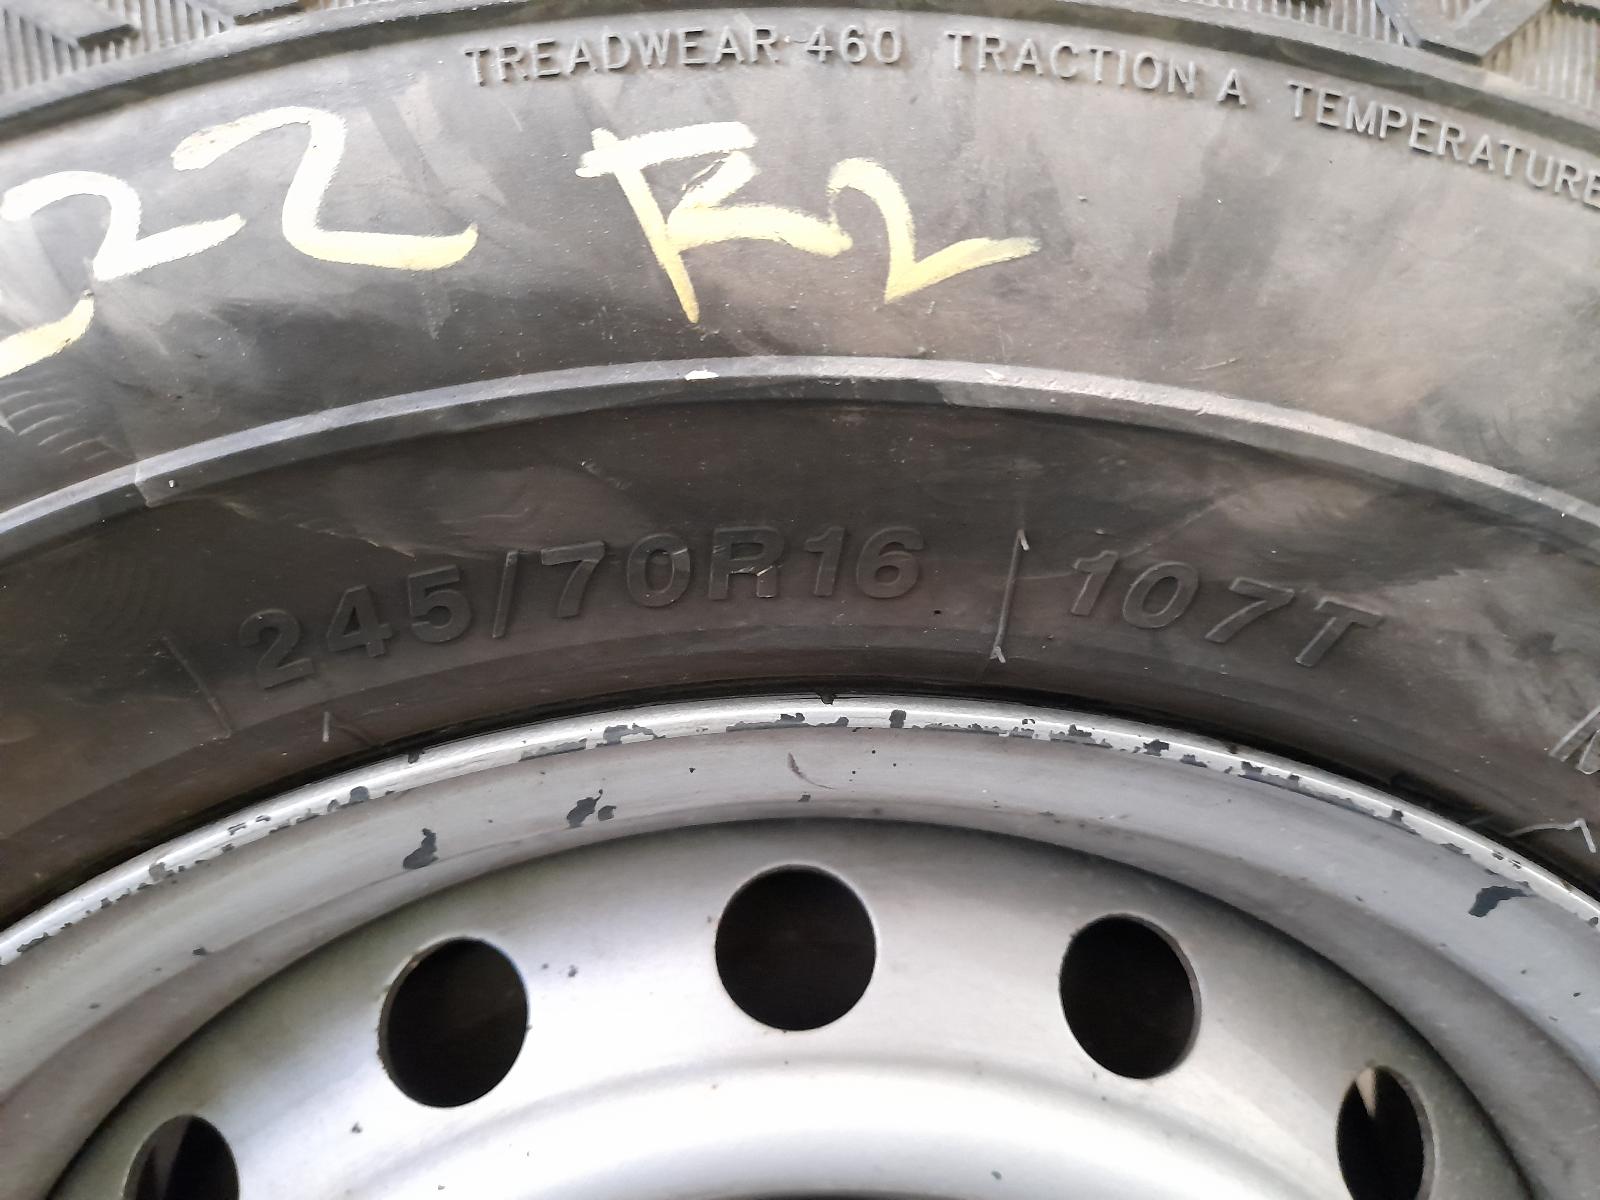 TREADWEAR 460 TRACTION A TEMPERATURE
22 R2
245/70R16 107T